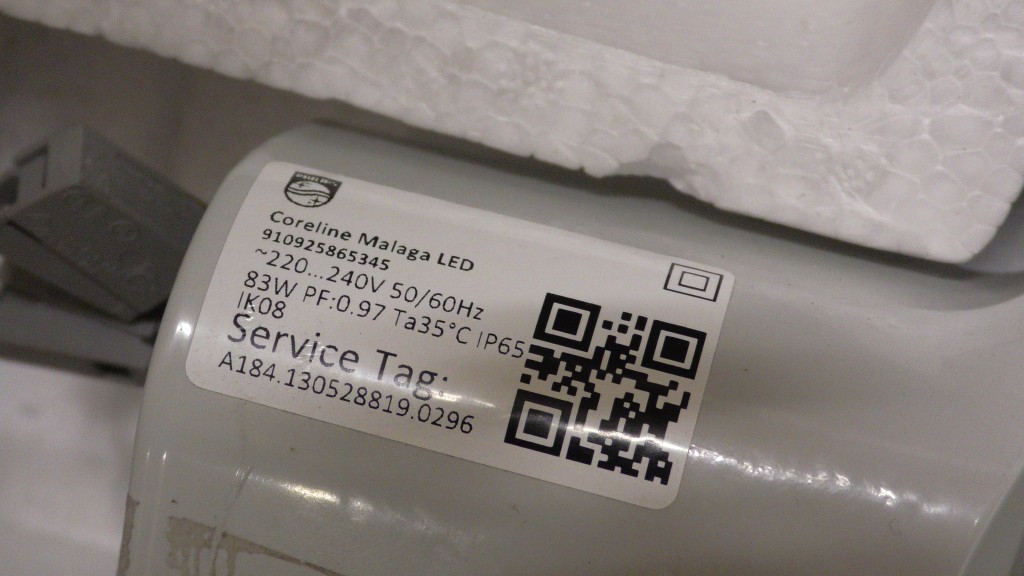 PHILIPS
Coreline Malaga LED
910925865345
~220...240V 50/60Hz
83W PF:0.97 Ta35°C IP65
IK08
Service Tag:
A184.130528819.0296